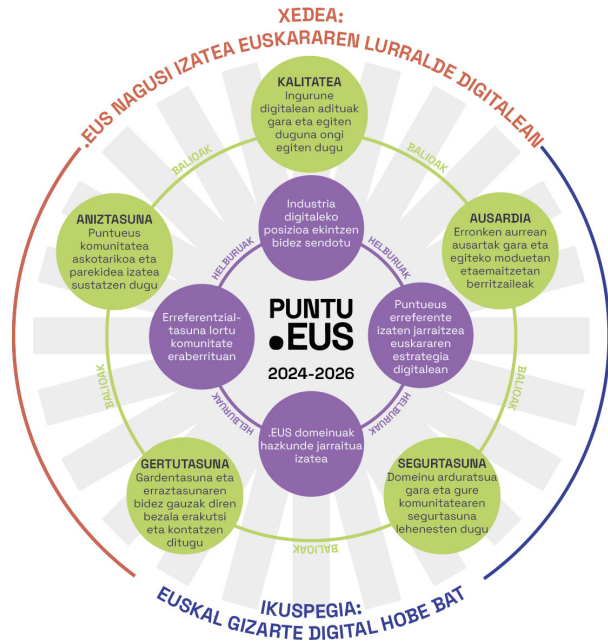 XEDEA:
.EUS NAGUSI IZATEA EUSKARAREN LURRALDE DIGITALEAN
KALITATEA
Ingurune
digitalean adituak
gara eta egiten
duguna ongi
egiten dugu
BALIOAK
BALIOAK
ANIZTASUNA
Puntueus
komunitatea
askotarikoa eta
parekidea izatea
sustatzen dugu
Industria
digitaleko
posizioa ekintzen
bidez sendotu
AUSARDIA
Erronken aurrean
ausartak gara eta
egiteko moduetan
etaemaitzetan
berritzaileak
HELBURUAK
HELBURUAK
Erreferentzial-
tasuna lortu
komunitate
eraberrituan
PUNTU
.EUS
2024-2026
Puntueus
erreferente
izaten jarraitzea
euskararen
estrategia
digitalean
BALIOAK
BALIOAK
HELBURUAK
HELBURUAK
.EUS domeinuak
hazkunde jarraitua
izatea
GERTUTASUNA
Gardentasuna eta
erraztasunaren
bidez gauzak diren
bezala erakutsi
eta kontatzen
ditugu
SEGURTASUNA
Domeinu arduratsua
gara eta gure
komunitatearen
segurtasuna
lehenesten dugu
BALIOAK
IKUSPEGIA:
EUSKAL GIZARTE DIGITAL HOBE BAT